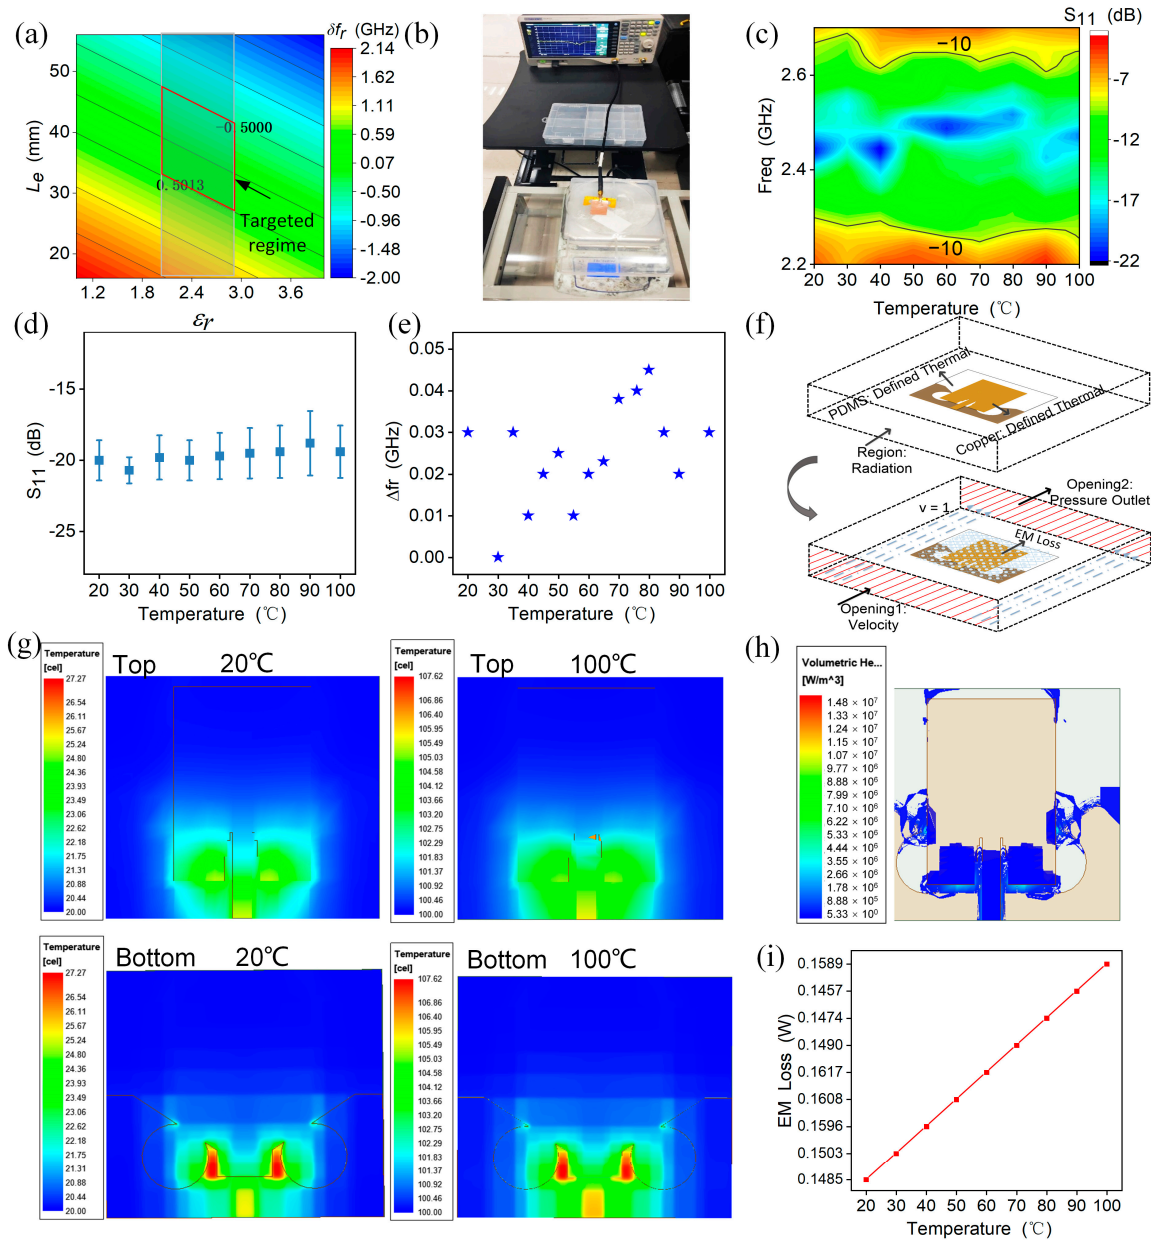 (a)
δfr (GHz)
2.14
1.61
1.11
0.59
0.07
−0.50
−0.96
−1.48
−2.00
50
40
30
20
Le (mm)
−0.5000
0.5013
Targeted
regime
1.2 2.1 3.0 3.9
εr
(b)
(c)
S11 (dB)
−2
−7
−12
−17
−22
−10
−10
2.6
2.4
2.2
Freq (GHz)
20 30 40 50 60 70 80 90 100
Temperature (℃)
(d)
-15
-20
-25
S11 (dB)
20 30 40 50 60 70 80 90 100
Temperature (℃)
(e)
0.05
0.04
0.03
0.02
0.01
0.00
Δfr (GHz)
20 30 40 50 60 70 80 90 100
Temperature (℃)
(f)
PDMS: Defined Thermal
Copper: Defined Thermal
Region:
Radiation
Opening2:
Pressure Outlet
v = 1
EM Loss
Opening1:
Velocity
(g)
Temperature
[cel]
27.27
26.54
26.11
25.67
25.24
24.80
24.36
23.93
23.49
23.06
22.62
22.18
21.75
21.31
20.88
20.44
20.00
Top 20℃
Temperature
[cel]
107.62
106.86
106.40
105.95
105.49
105.03
104.58
104.12
103.66
103.20
102.75
102.29
101.83
101.37
100.92
100.46
100.00
Top 100℃
(h)
Volumetric He...
[W/m^3]
1.48 × 10⁷
1.33 × 10⁷
1.24 × 10⁷
1.15 × 10⁷
1.07 × 10⁷
9.77 × 10⁶
8.88 × 10⁶
7.99 × 10⁶
7.10 × 10⁶
6.22 × 10⁶
5.33 × 10⁶
4.44 × 10⁶
3.55 × 10⁶
2.66 × 10⁶
1.78 × 10⁶
8.88 × 10⁵
5.33 × 10⁰
Temperature
[cel]
27.27
26.54
26.11
25.67
25.24
24.80
24.36
23.93
23.49
23.06
22.62
22.18
21.75
21.31
20.88
20.44
20.00
Bottom 20℃
Temperature
[cel]
107.62
106.86
106.40
105.95
105.49
105.03
104.58
104.12
103.66
103.20
102.75
102.29
101.83
101.37
100.92
100.46
100.00
Bottom 100℃
(i)
0.1589
0.1457
0.1474
0.1490
0.1617
0.1608
0.1596
0.1503
0.1485
EM Loss (W)
20 30 40 50 60 70 80 90 100
Temperature (℃)